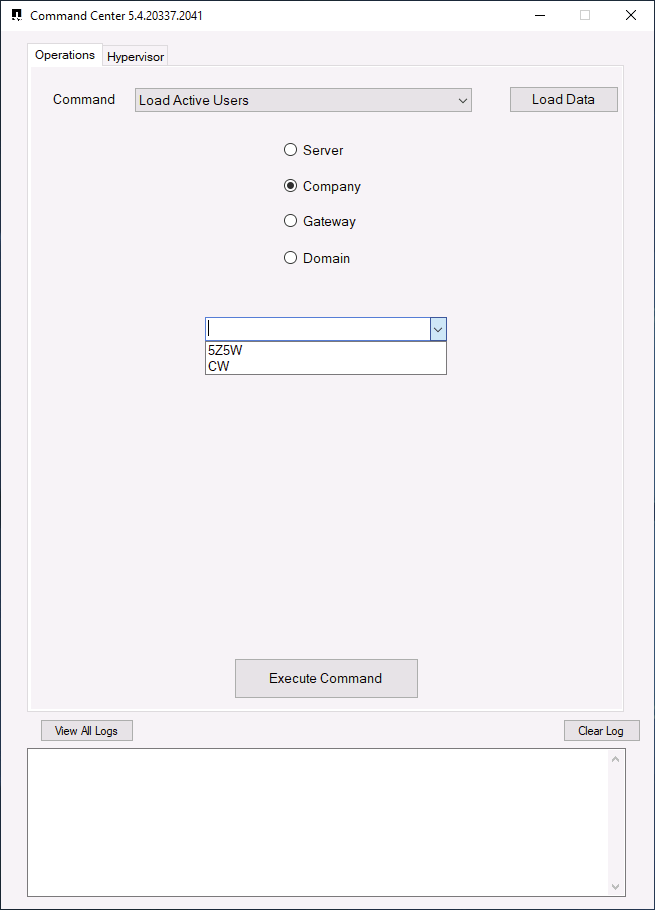 Command Center 5.4.20337.2041
Operations
Hypervisor
Command
Load Active Users
Load Data
Server
Company
Gateway
Domain
5Z5W
CW
Execute Command
View All Logs
Clear Log